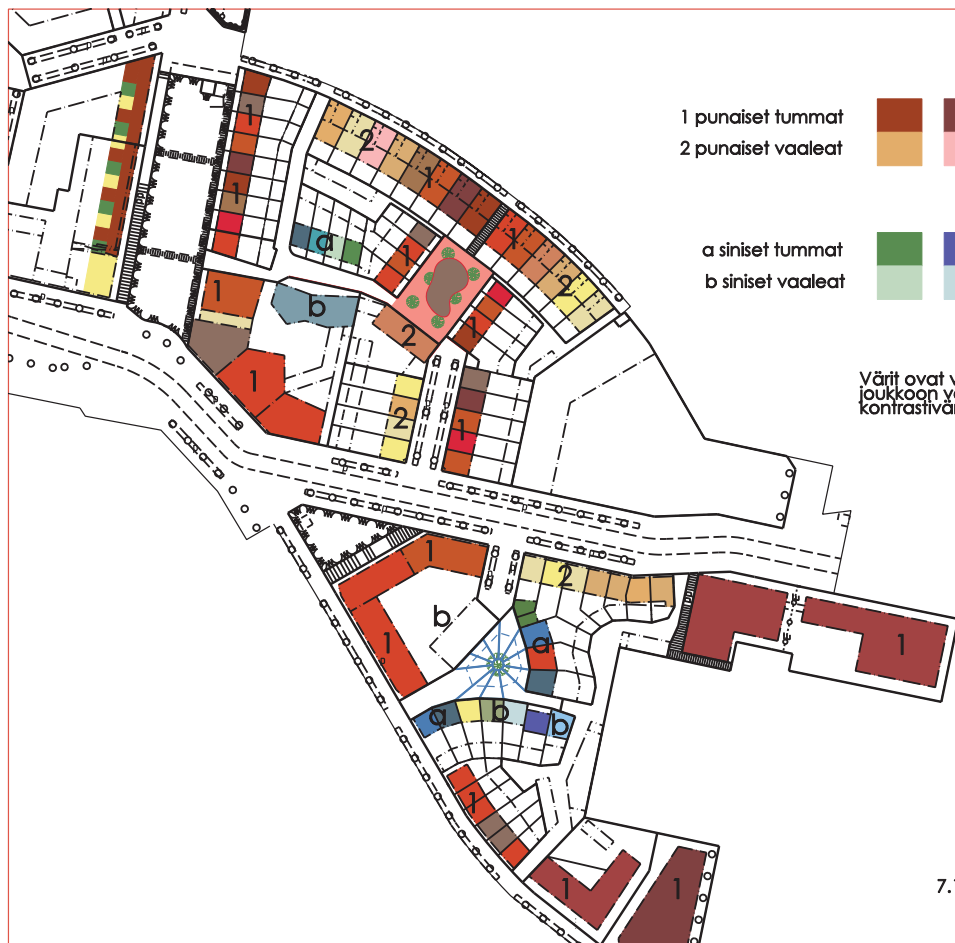 1 punaiset tummat
2 punaiset vaaleat
a siniset tummat
b siniset vaaleat
Värit ovat
joukkoon
7.
1
1
2
1
1
2
a
1
1
2
1
b
1
2
1
1
2
b
1
a
1
a
b
b
1
1
1